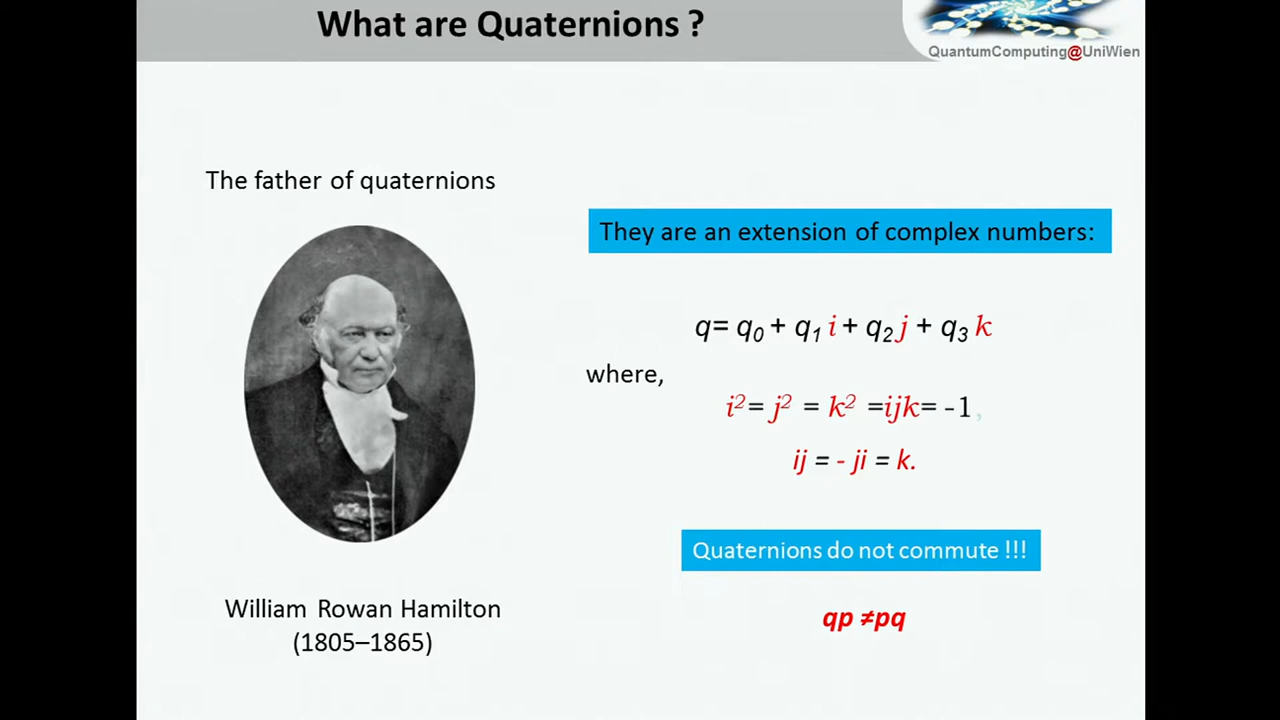 What are Quaternions ?
QuantumComputing@UniWien
The father of quaternions
They are an extension of complex numbers:
q= q₀ + q₁ i + q₂ j + q₃ k
where,
i²= j² = k² =ijk= -1,
ij = - ji = k.
Quaternions do not commute !!!
qp ≠pq
William Rowan Hamilton
(1805–1865)